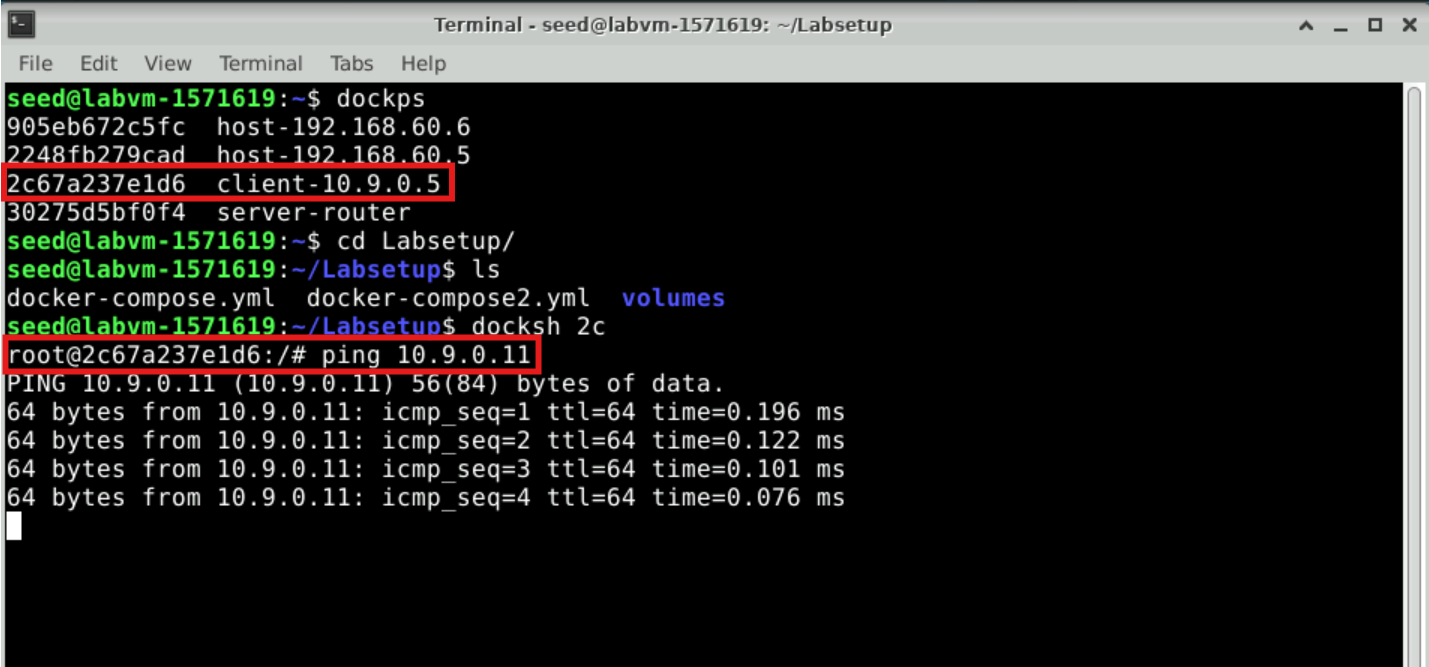 Terminal - seed@labvm-1571619: ~/Labsetup
File Edit View Terminal Tabs Help
seed@labvm-1571619:~$ dockps
905eb672c5fc  host-192.168.60.6
2248fb279cad  host-192.168.60.5
2c67a237e1d6  client-10.9.0.5
30275d5bf0f4  server-router
seed@labvm-1571619:~$ cd Labsetup/
seed@labvm-1571619:~/Labsetup$ ls
docker-compose.yml  docker-compose2.yml  volumes
seed@labvm-1571619:~/Labsetup$ docksh 2c
root@2c67a237e1d6:/# ping 10.9.0.11
PING 10.9.0.11 (10.9.0.11) 56(84) bytes of data.
64 bytes from 10.9.0.11: icmp_seq=1 ttl=64 time=0.196 ms
64 bytes from 10.9.0.11: icmp_seq=2 ttl=64 time=0.122 ms
64 bytes from 10.9.0.11: icmp_seq=3 ttl=64 time=0.101 ms
64 bytes from 10.9.0.11: icmp_seq=4 ttl=64 time=0.076 ms